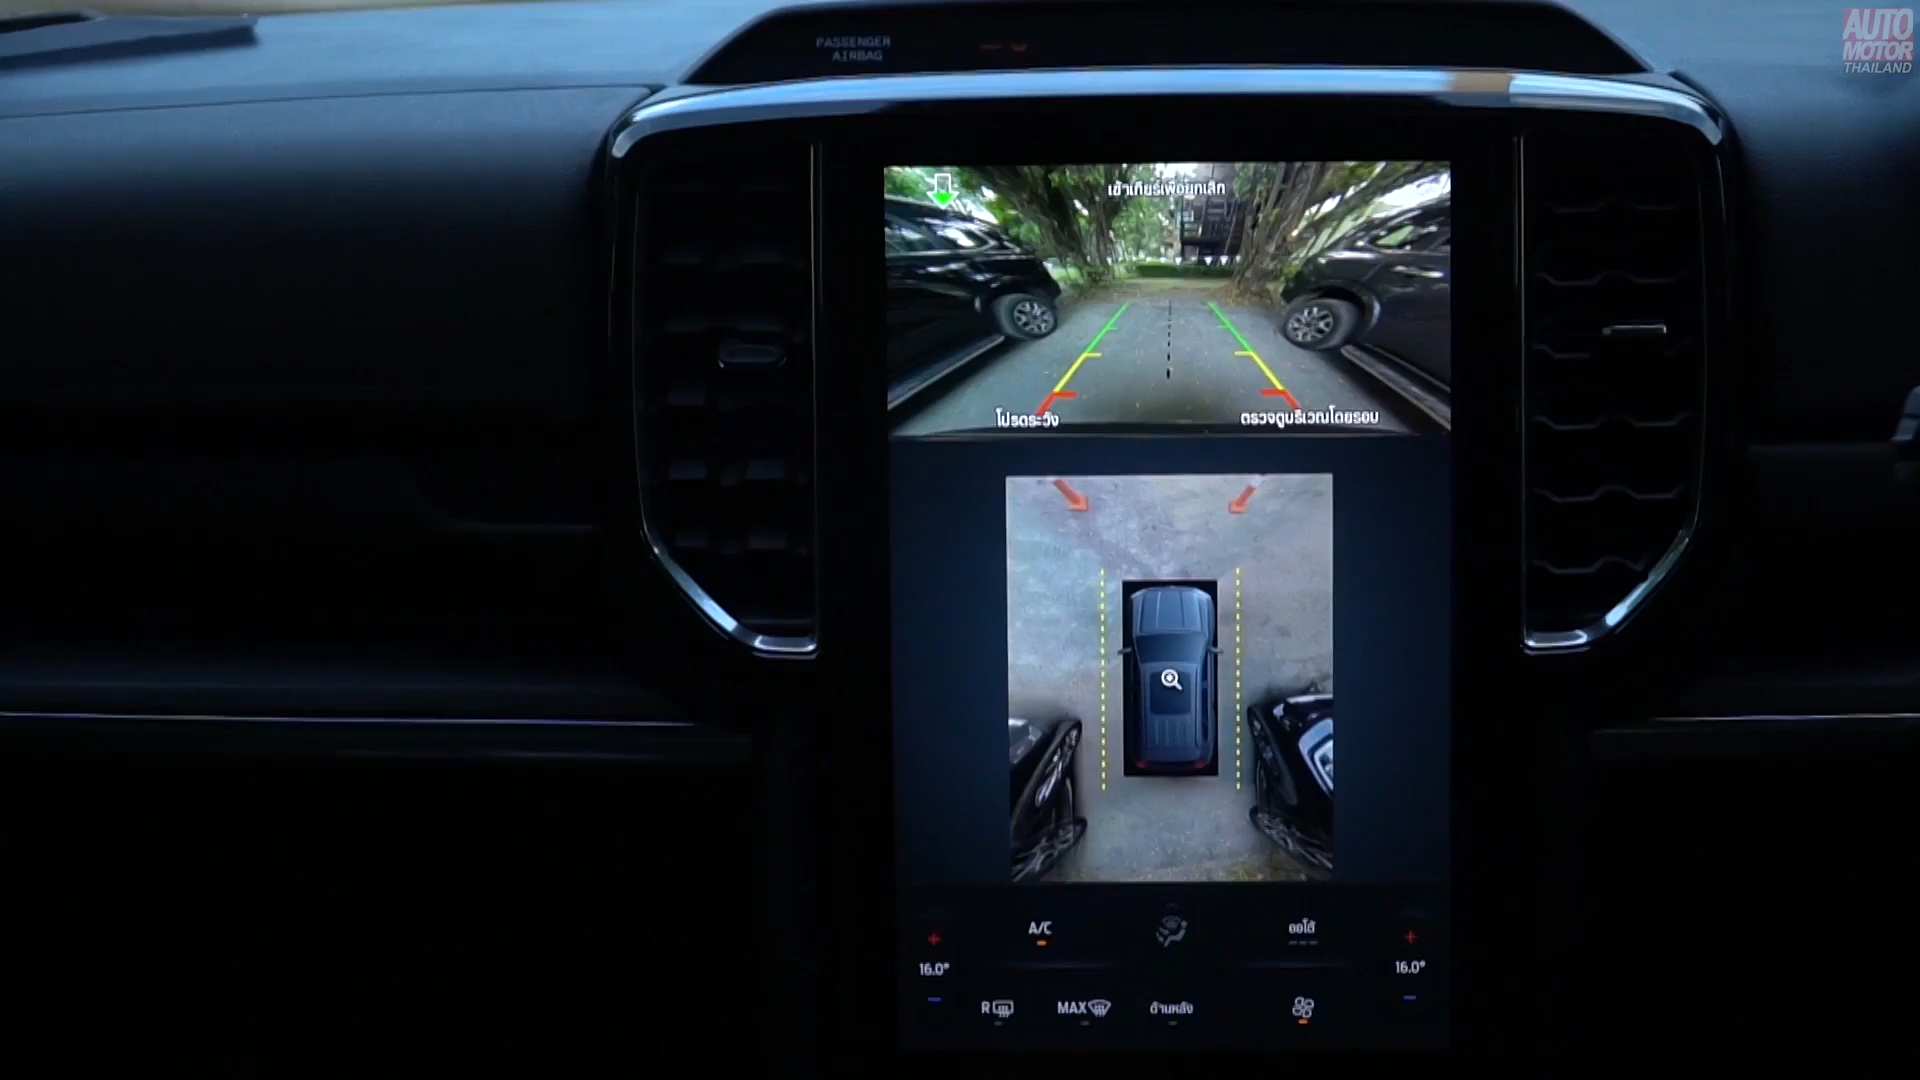 PASSENGER
AIRBAG
AUTO
MOTOR
THAILAND
เข้าเกียร์เพื่อยกเลิก
โปรดระวัง
ตรวจดูบริเวณโดยรอบ
A/C
ออโต้
16.0°
16.0°
R
MAX
ด้านหลัง